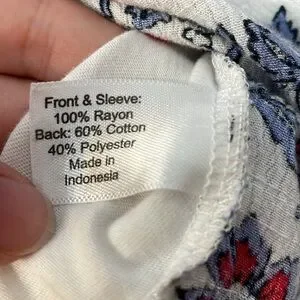 Front & Sleeve:
100% Rayon
Back: 60% Cotton
40% Polyester
Made in
Indonesia